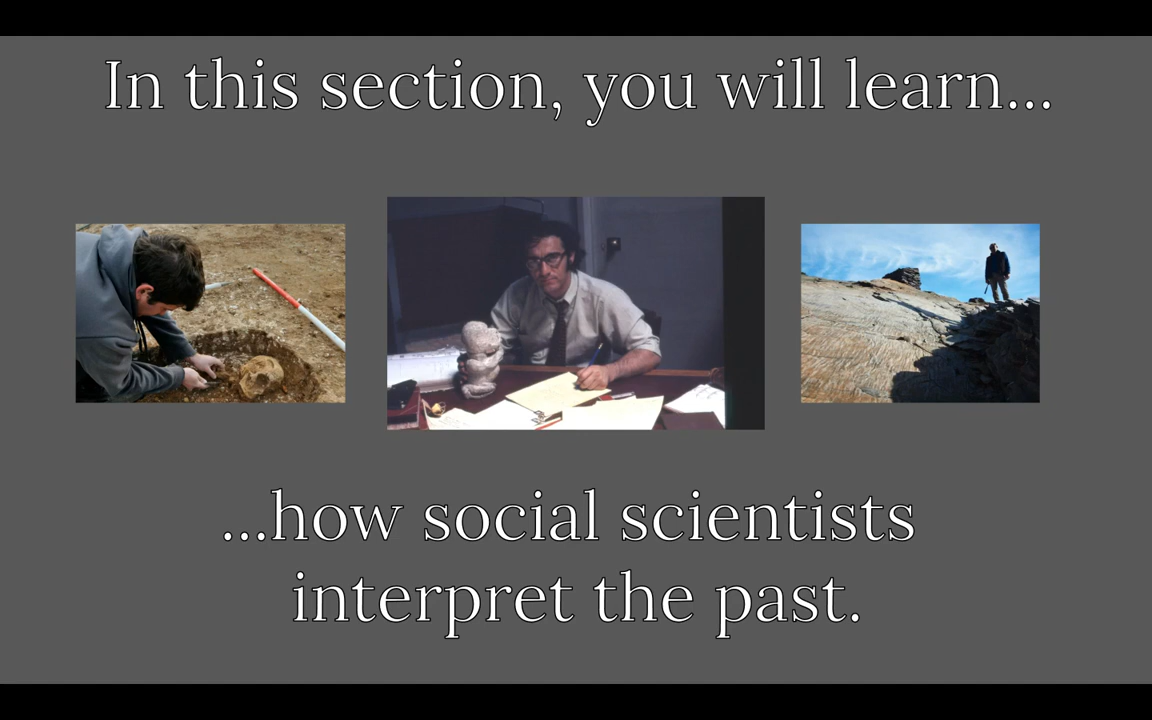 In this section, you will learn...
...how social scientists
interpret the past.